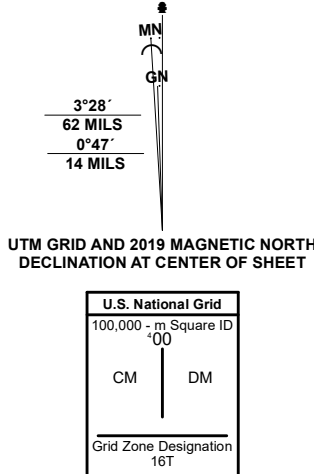 MN
GN
3°28´
62 MILS
0°47´
14 MILS
UTM GRID AND 2019 MAGNETIC NORTH
DECLINATION AT CENTER OF SHEET
U.S. National Grid
100,000 - m Square ID
⁴00
CM DM
Grid Zone Designation
16T